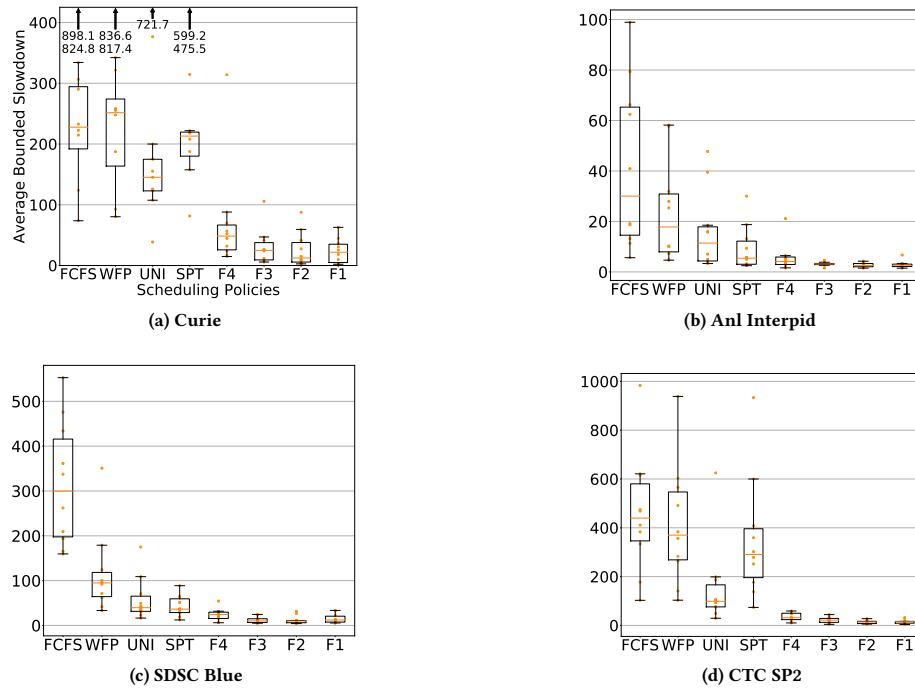 400
300
200
100
0
Average Bounded Slowdown
898.1 836.6 721.7 599.2
824.8 817.4 475.5
FCFS WFP UNI SPT F4 F3 F2 F1
Scheduling Policies
(a) Curie
100
80
60
40
20
0
FCFS WFP UNI SPT F4 F3 F2 F1
(b) Anl Interpid
500
400
300
200
100
0
FCFS WFP UNI SPT F4 F3 F2 F1
(c) SDSC Blue
1000
800
600
400
200
0
FCFS WFP UNI SPT F4 F3 F2 F1
(d) CTC SP2